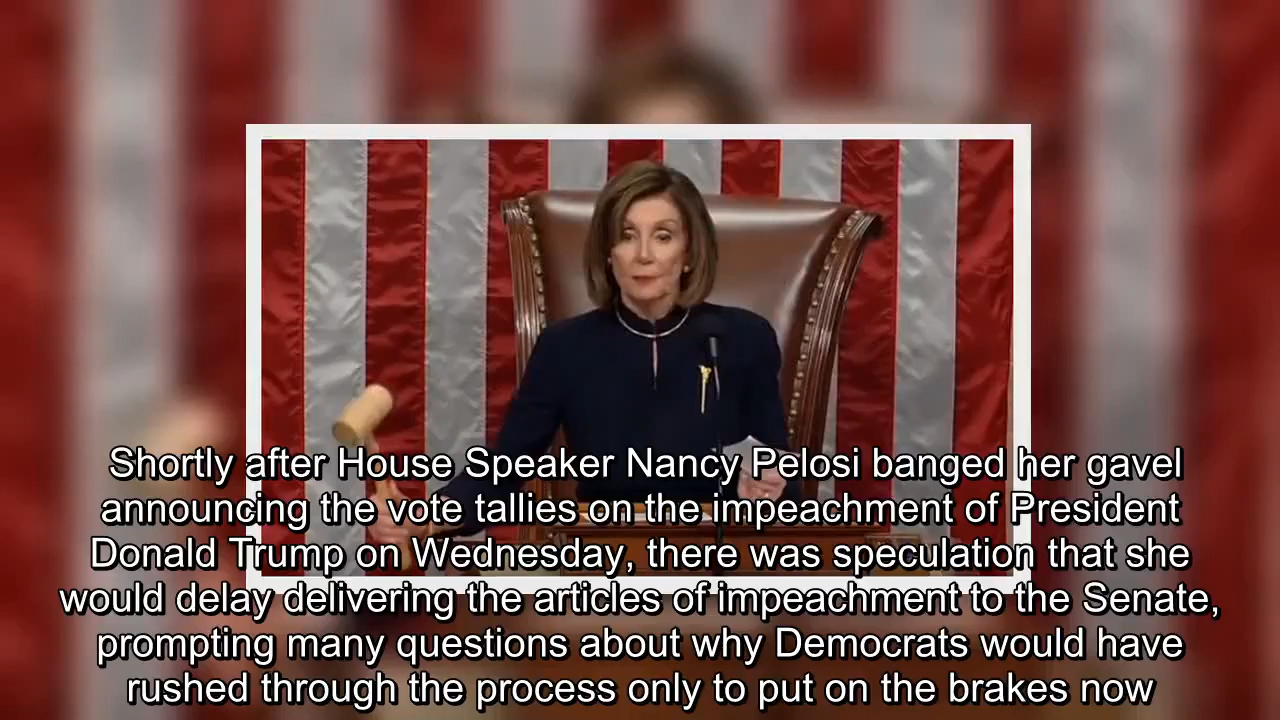 Shortly after House Speaker Nancy Pelosi banged her gavel
announcing the vote tallies on the impeachment of President
Donald Trump on Wednesday, there was speculation that she
would delay delivering the articles of impeachment to the Senate,
prompting many questions about why Democrats would have
rushed through the process only to put on the brakes now